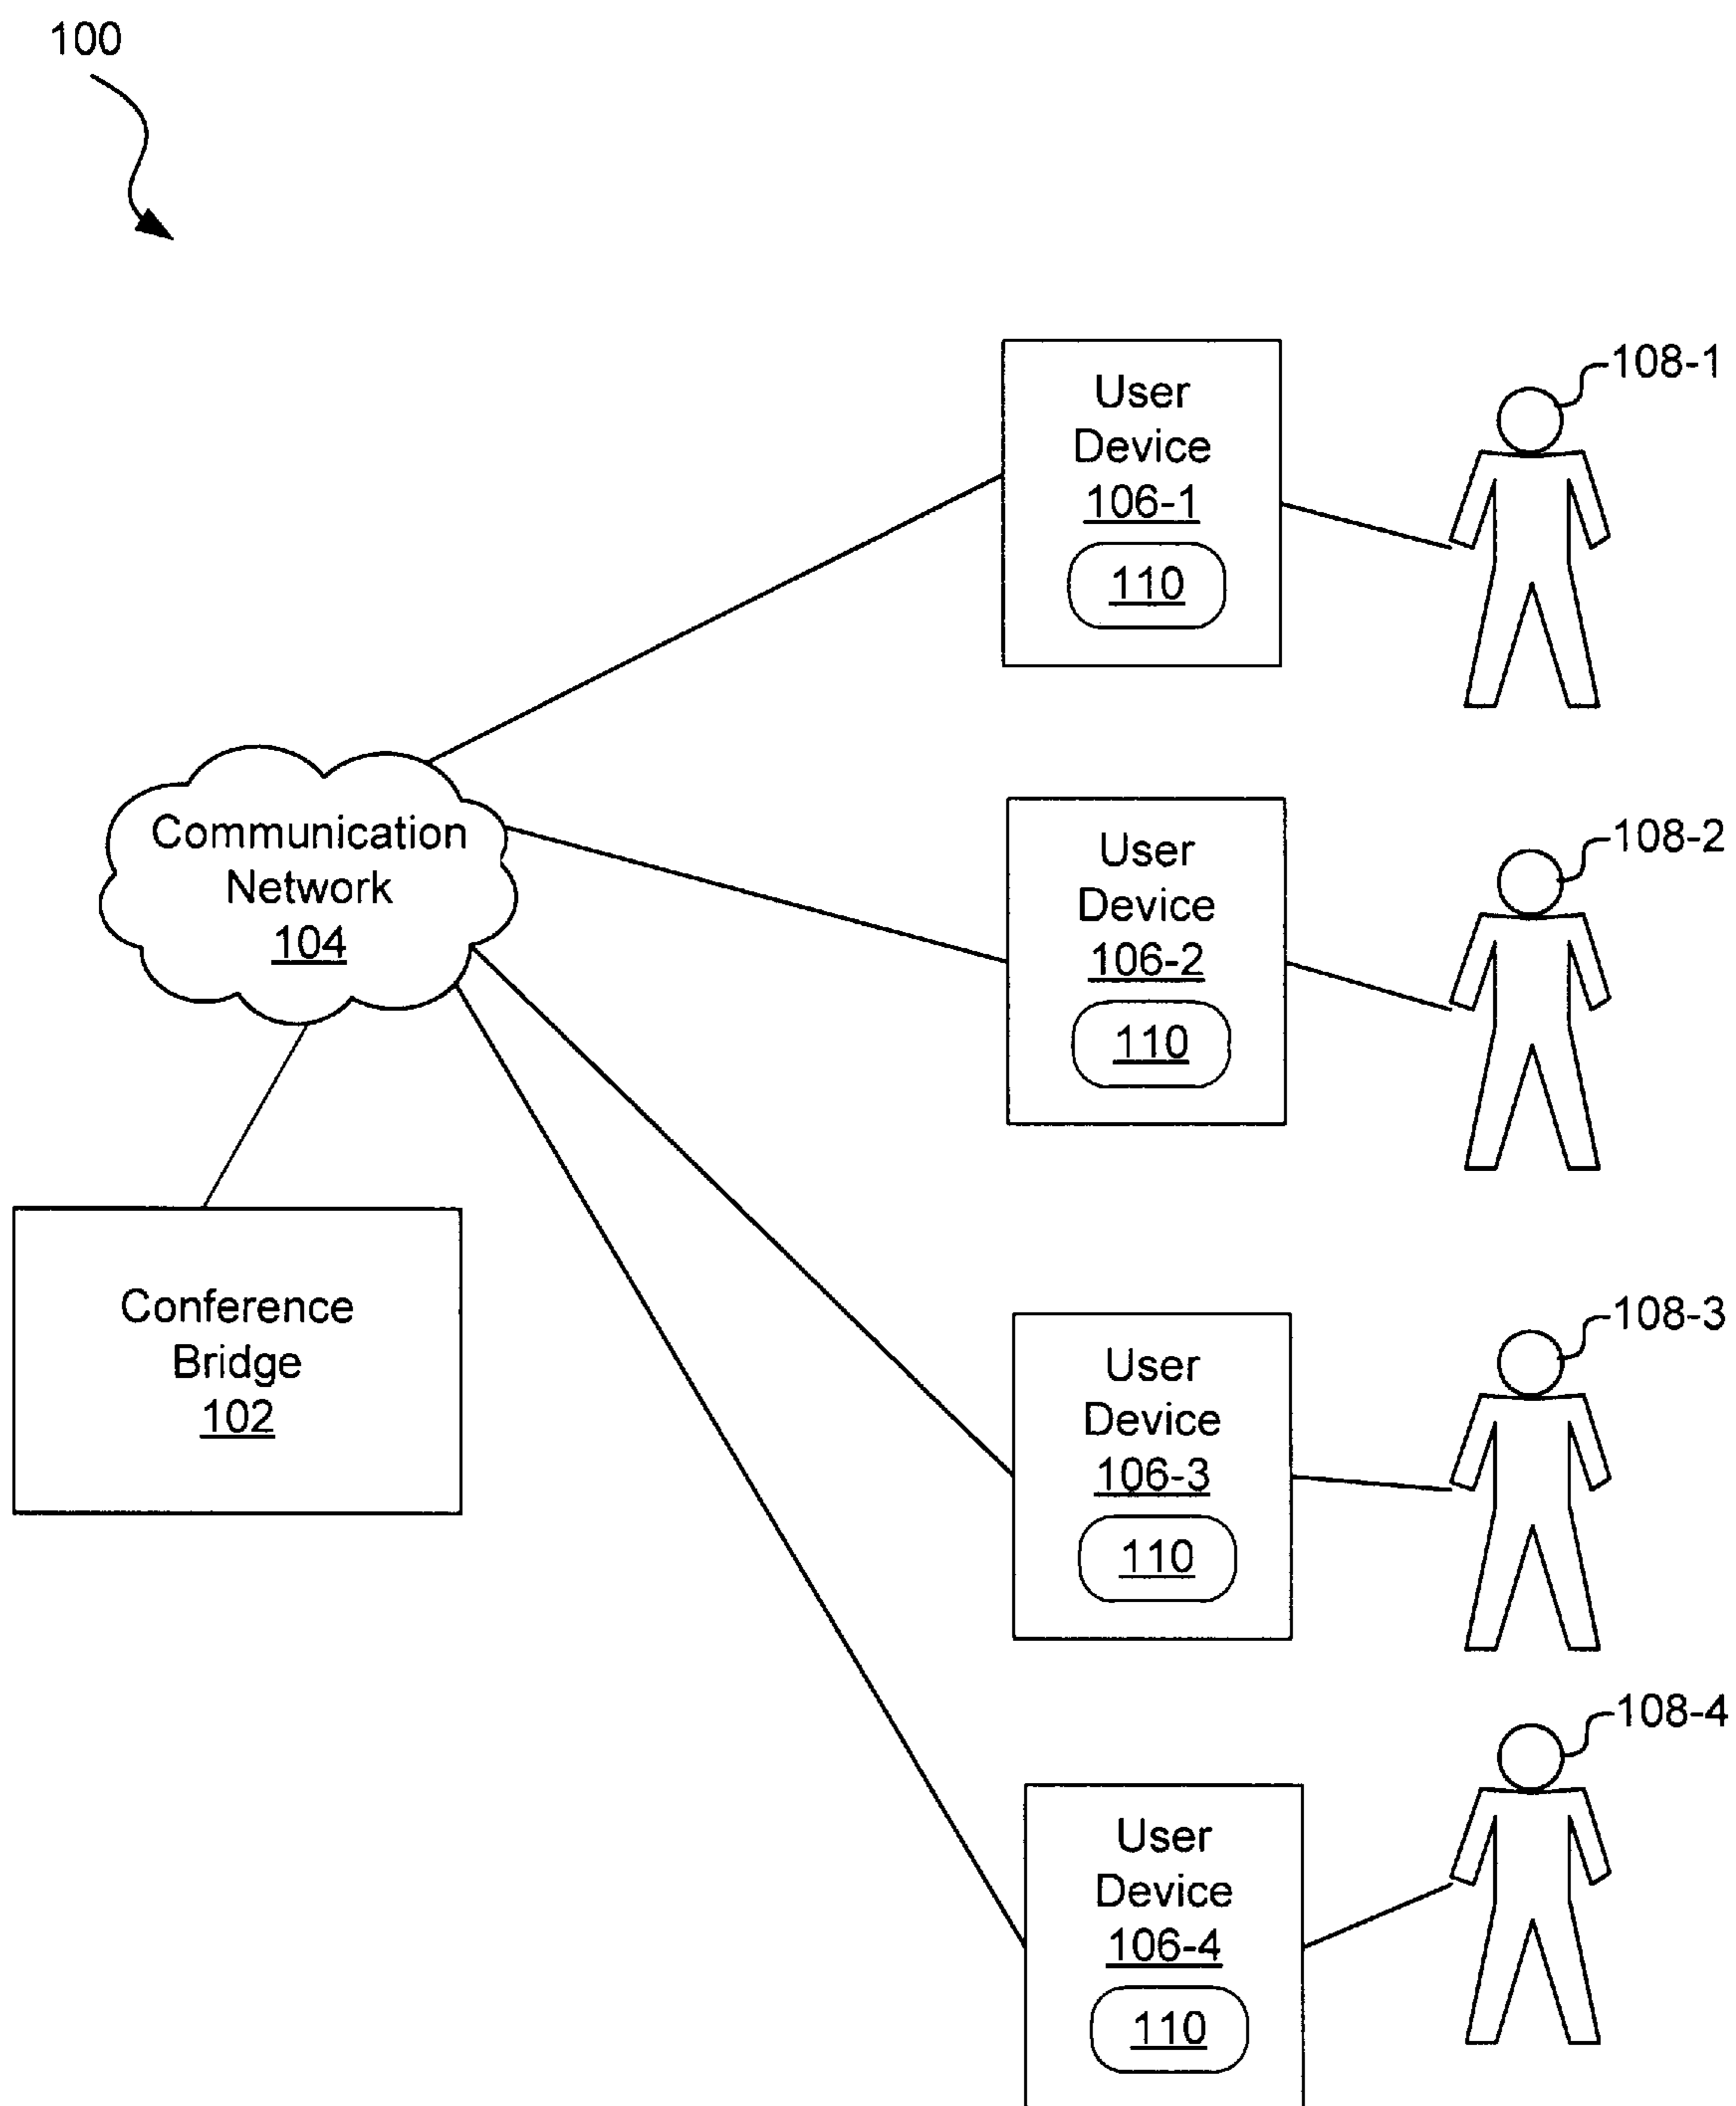 100
User
Device
106-1
110
108-1
Communication
Network
104
User
Device
106-2
110
108-2
Conference
Bridge
102
User
Device
106-3
110
108-3
User
Device
106-4
110
108-4